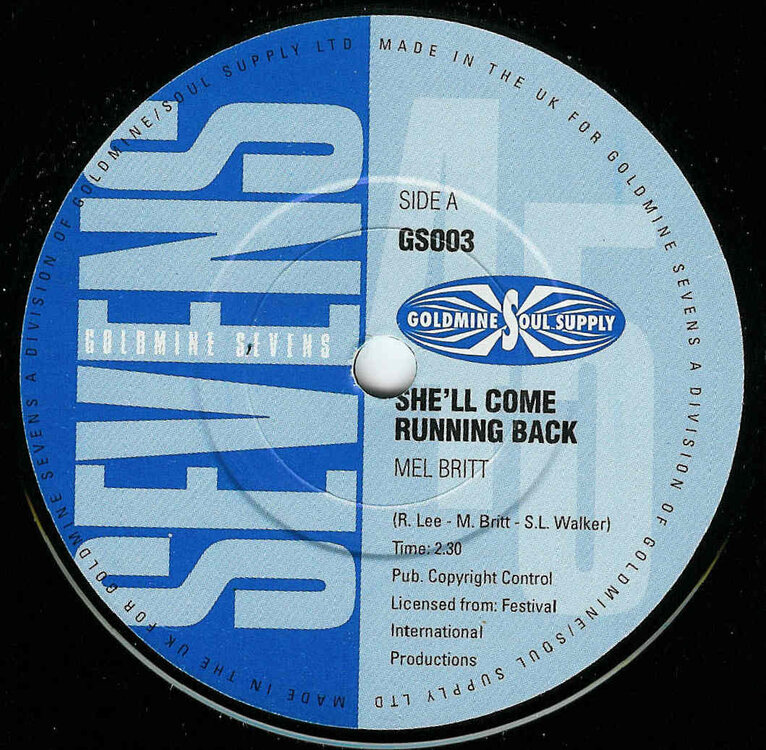 MADE IN THE UK FOR GOLDMINE SEVENS A DIVISION OF GOLDMINE/SOUL SUPPLY LTD
MADE IN THE UK FOR GOLDMINE SEVENS A DIVISION OF GOLDMINE/SOUL SUPPLY LTD
SEVENS
GOLDMINE SEVENS
45
SIDE A
GS003
GOLDMINE SOUL SUPPLY
SHE'LL COME
RUNNING BACK
MEL BRITT
(R. Lee - M. Britt - S.L. Walker)
Time: 2.30
Pub. Copyright Control
Licensed from: Festival
International
Productions